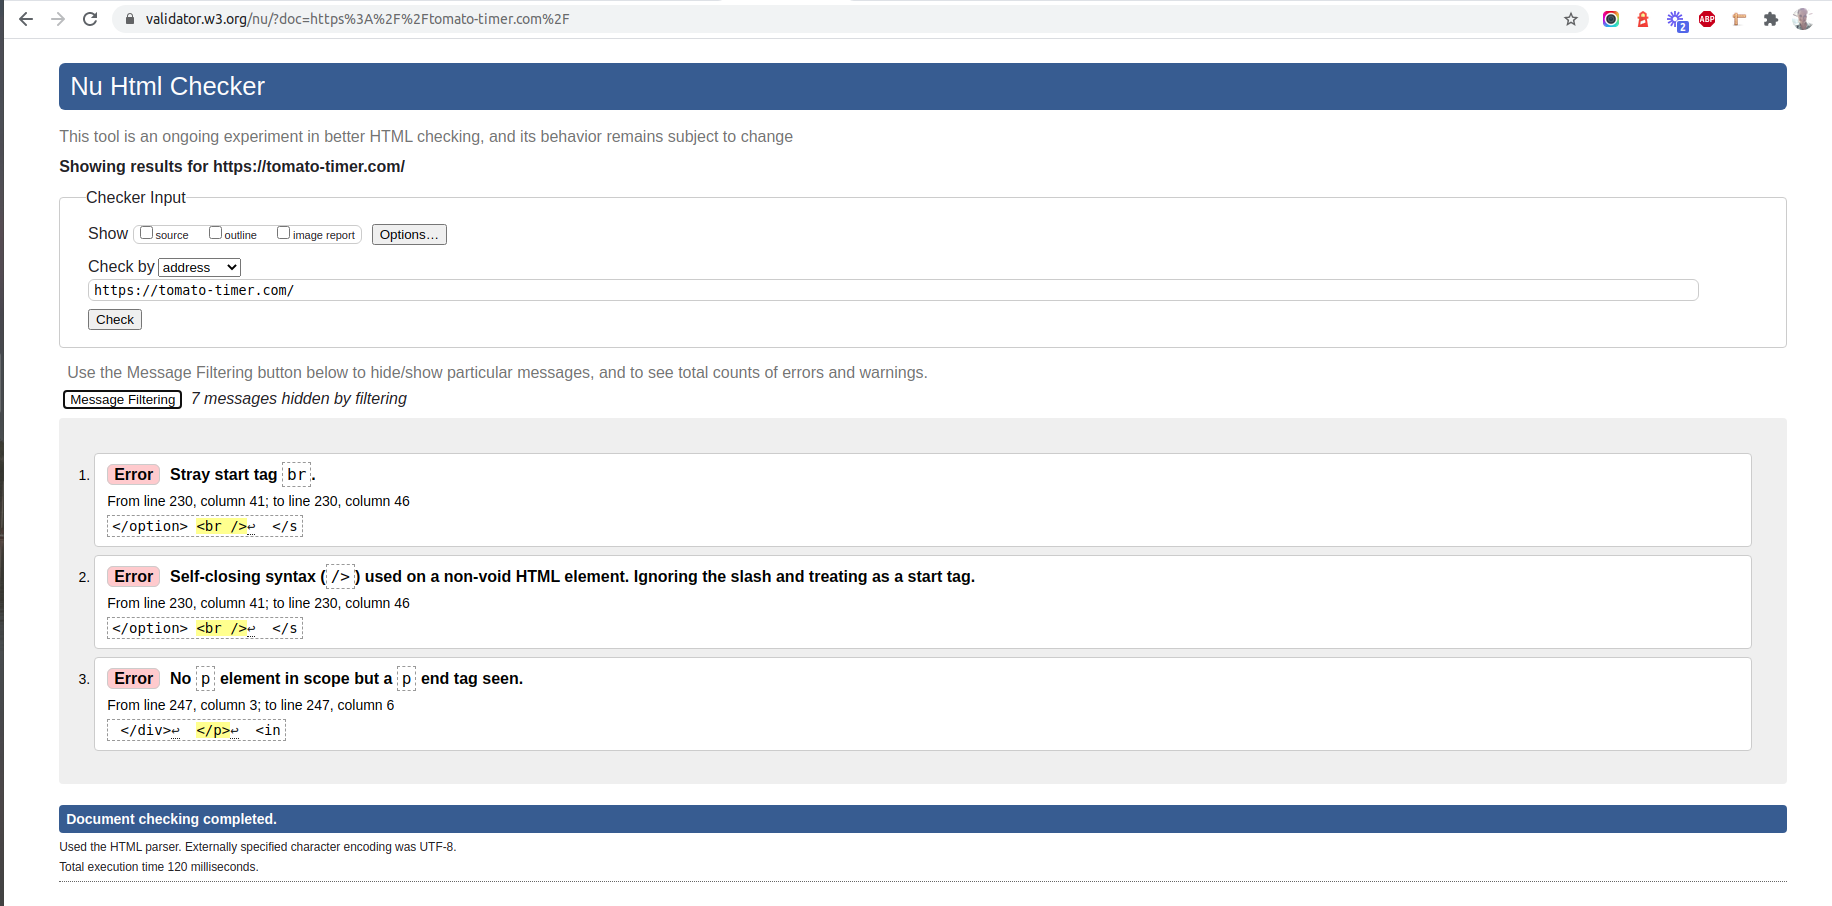 validator.w3.org/nu/?doc=https%3A%2F%2Ftomato-timer.com%2F
2
ABP
Nu Html Checker
This tool is an ongoing experiment in better HTML checking, and its behavior remains subject to change
Showing results for https://tomato-timer.com/
Checker Input
Show source outline image report Options…
Check by address
https://tomato-timer.com/
Check
Use the Message Filtering button below to hide/show particular messages, and to see total counts of errors and warnings.
Message Filtering 7 messages hidden by filtering
1. Error Stray start tag br.
From line 230, column 41; to line 230, column 46
</option> <br />↩ </s
2. Error Self-closing syntax (/>) used on a non-void HTML element. Ignoring the slash and treating as a start tag.
From line 230, column 41; to line 230, column 46
</option> <br />↩ </s
3. Error No p element in scope but a p end tag seen.
From line 247, column 3; to line 247, column 6
</div>↩ </p>↩ <in
Document checking completed.
Used the HTML parser. Externally specified character encoding was UTF-8.
Total execution time 120 milliseconds.